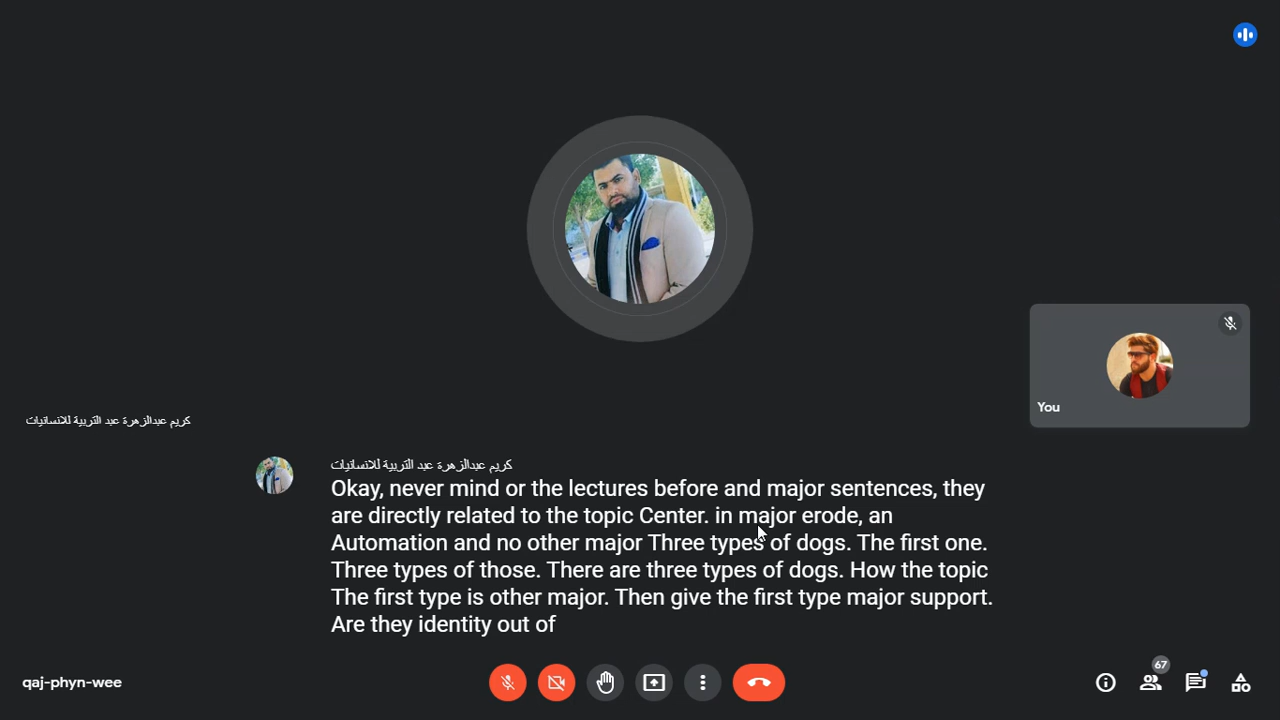 You
كريم عبدالزهرة عبد التربية للانسانيات
كريم عبدالزهرة عبد التربية للانسانيات
Okay, never mind or the lectures before and major sentences, they
are directly related to the topic Center. in major erode, an
Automation and no other major Three types of dogs. The first one.
Three types of those. There are three types of dogs. How the topic
The first type is other major. Then give the first type major support.
Are they identity out of
qaj-phyn-wee
67